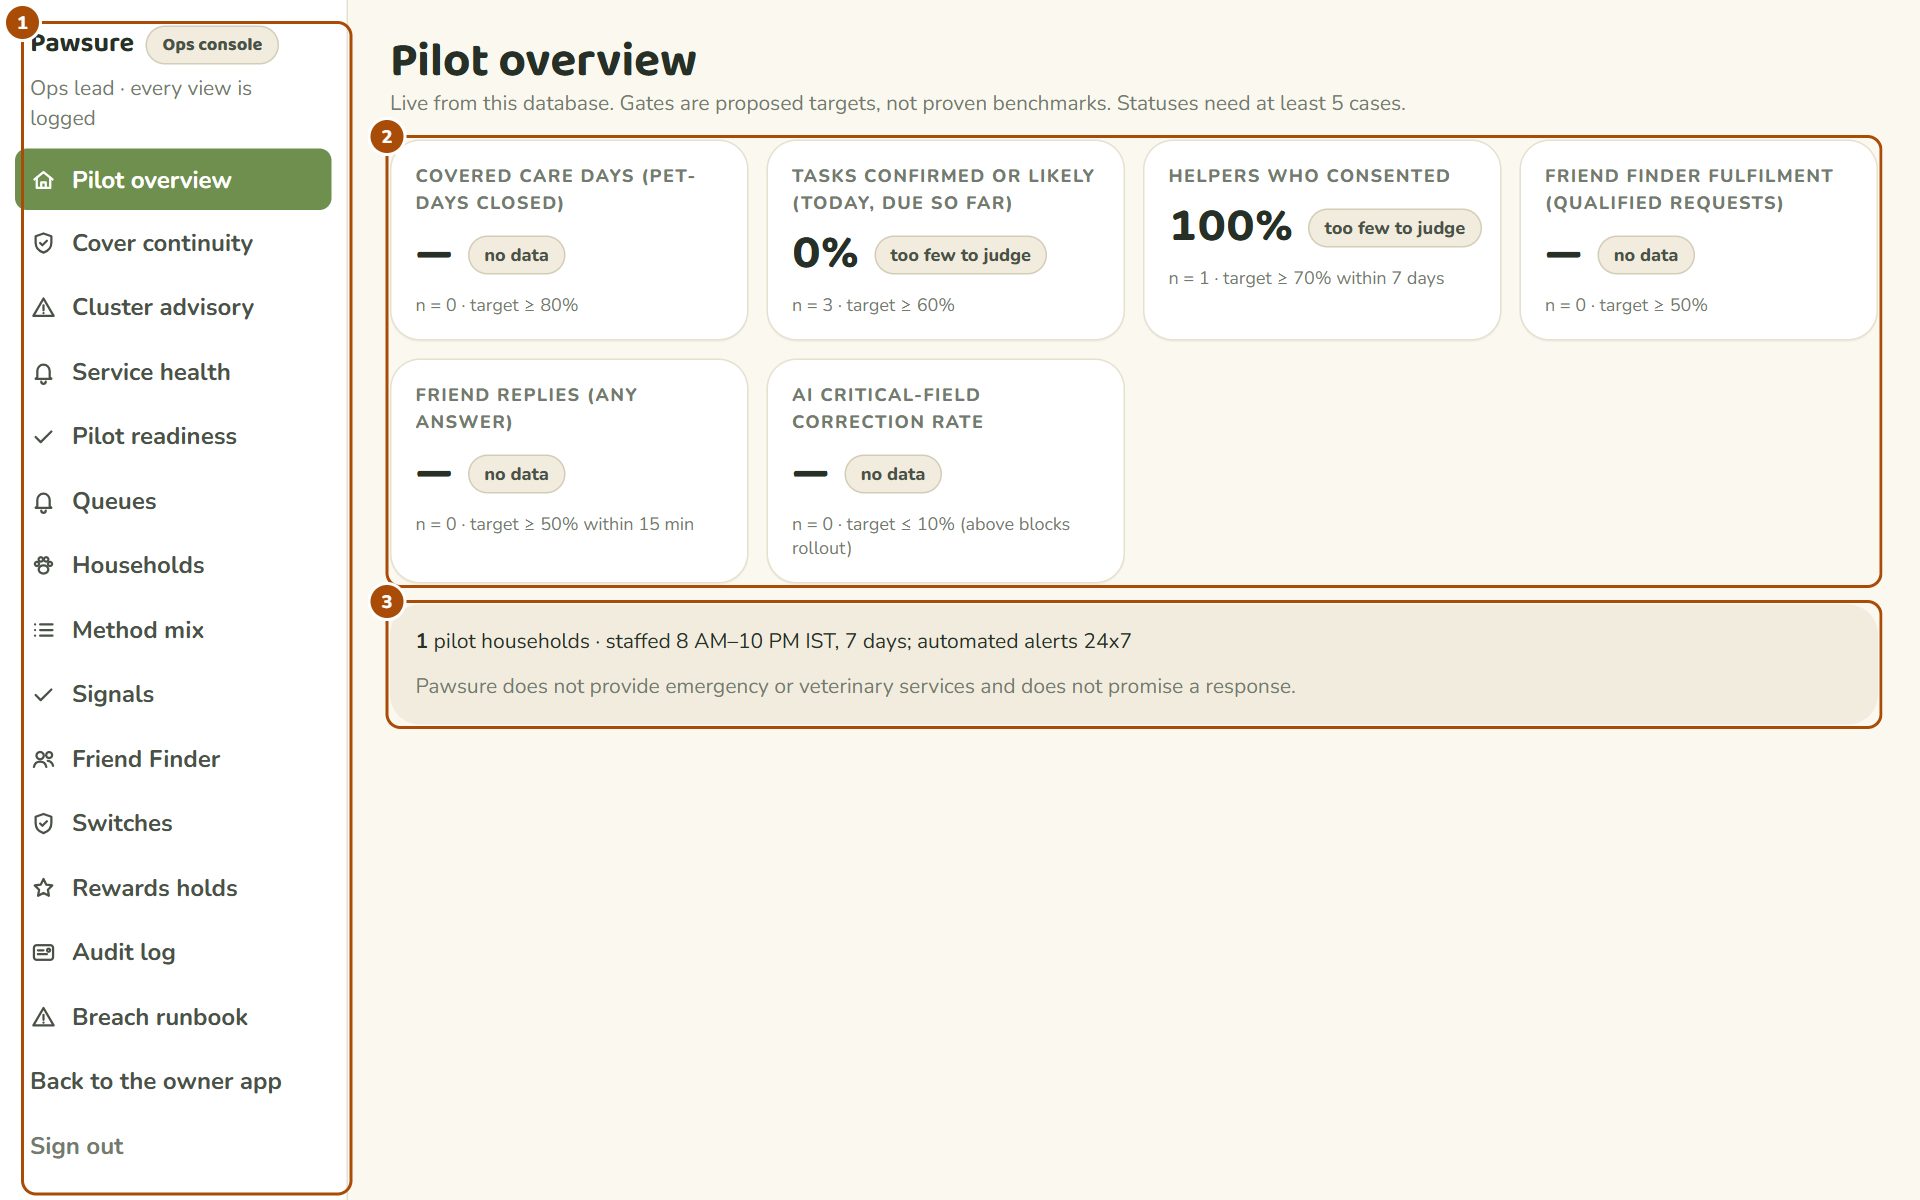 1
Pawsure Ops console
Ops lead · every view is
logged
Pilot overview
Cover continuity
Cluster advisory
Service health
Pilot readiness
Queues
Households
Method mix
Signals
Friend Finder
Switches
Rewards holds
Audit log
Breach runbook
Back to the owner app
Sign out
Pilot overview
Live from this database. Gates are proposed targets, not proven benchmarks. Statuses need at least 5 cases.
2
COVERED CARE DAYS (PET-
DAYS CLOSED)
— no data
n = 0 · target ≥ 80%
TASKS CONFIRMED OR LIKELY
(TODAY, DUE SO FAR)
0% too few to judge
n = 3 · target ≥ 60%
HELPERS WHO CONSENTED
100% too few to judge
n = 1 · target ≥ 70% within 7 days
FRIEND FINDER FULFILMENT
(QUALIFIED REQUESTS)
— no data
n = 0 · target ≥ 50%
FRIEND REPLIES (ANY
ANSWER)
— no data
n = 0 · target ≥ 50% within 15 min
AI CRITICAL-FIELD
CORRECTION RATE
— no data
n = 0 · target ≤ 10% (above blocks
rollout)
3
1 pilot households · staffed 8 AM–10 PM IST, 7 days; automated alerts 24x7
Pawsure does not provide emergency or veterinary services and does not promise a response.